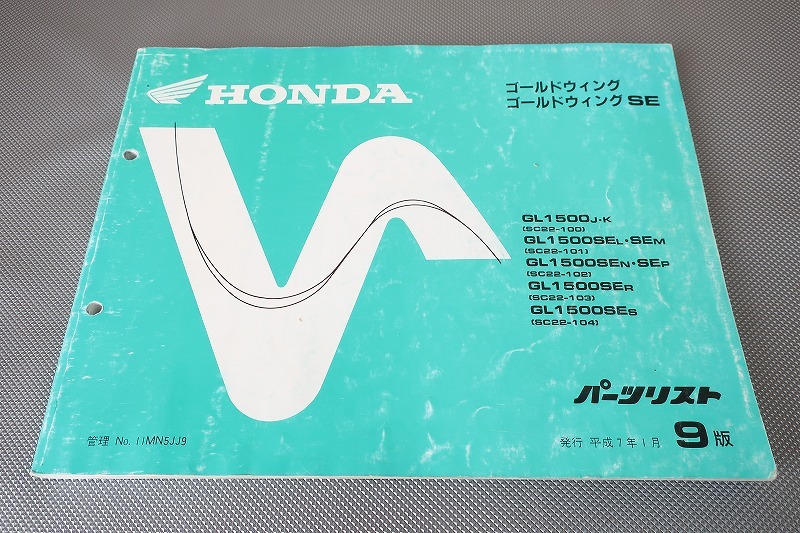 HONDA
ゴールドウィング
ゴールドウィング SE
GL1500J・K
(SC22-100)
GL1500SEL・SEM
(SC22-101)
GL1500SEN・SEP
(SC22-102)
GL1500SER
(SC22-103)
GL1500SES
(SC22-104)
パーツリスト
管理 No. 11MN5JJ9
発行 平成7年1月 9版